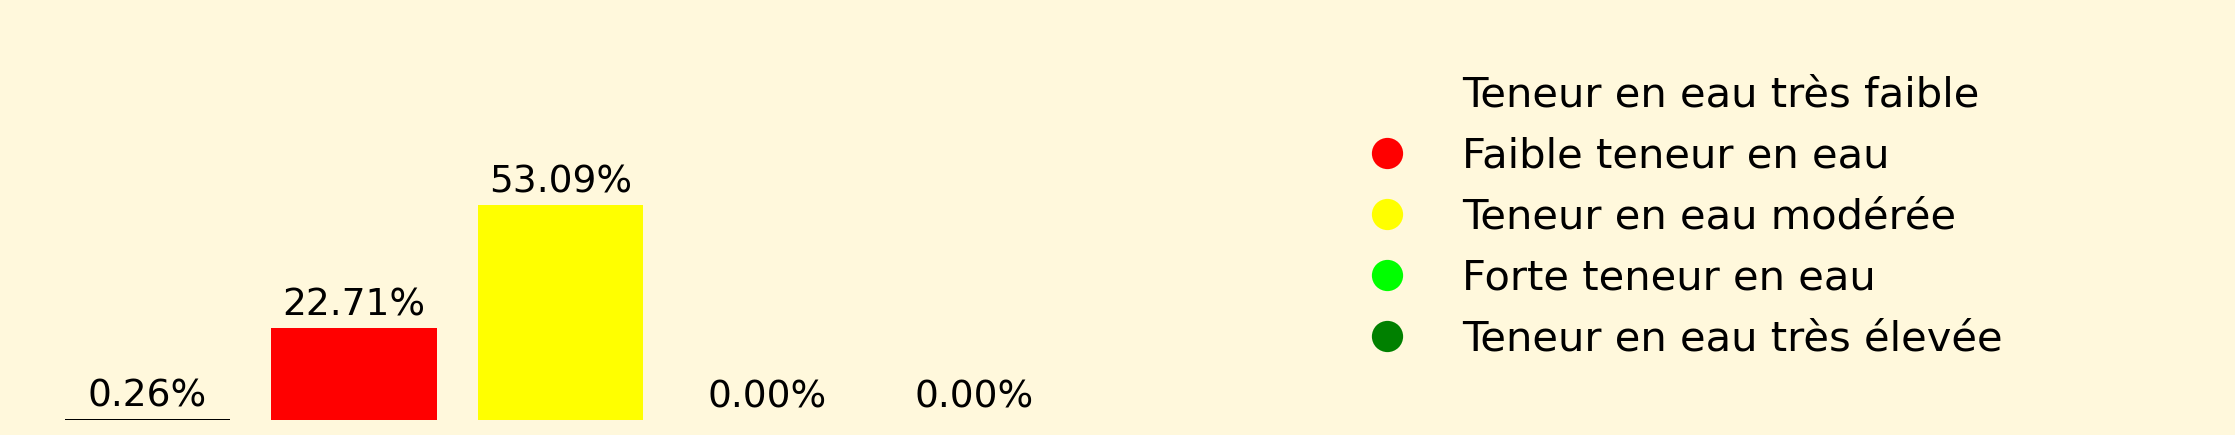 0.26%
22.71%
53.09%
0.00%
0.00%
Teneur en eau très faible
Faible teneur en eau
Teneur en eau modérée
Forte teneur en eau
Teneur en eau très élevée